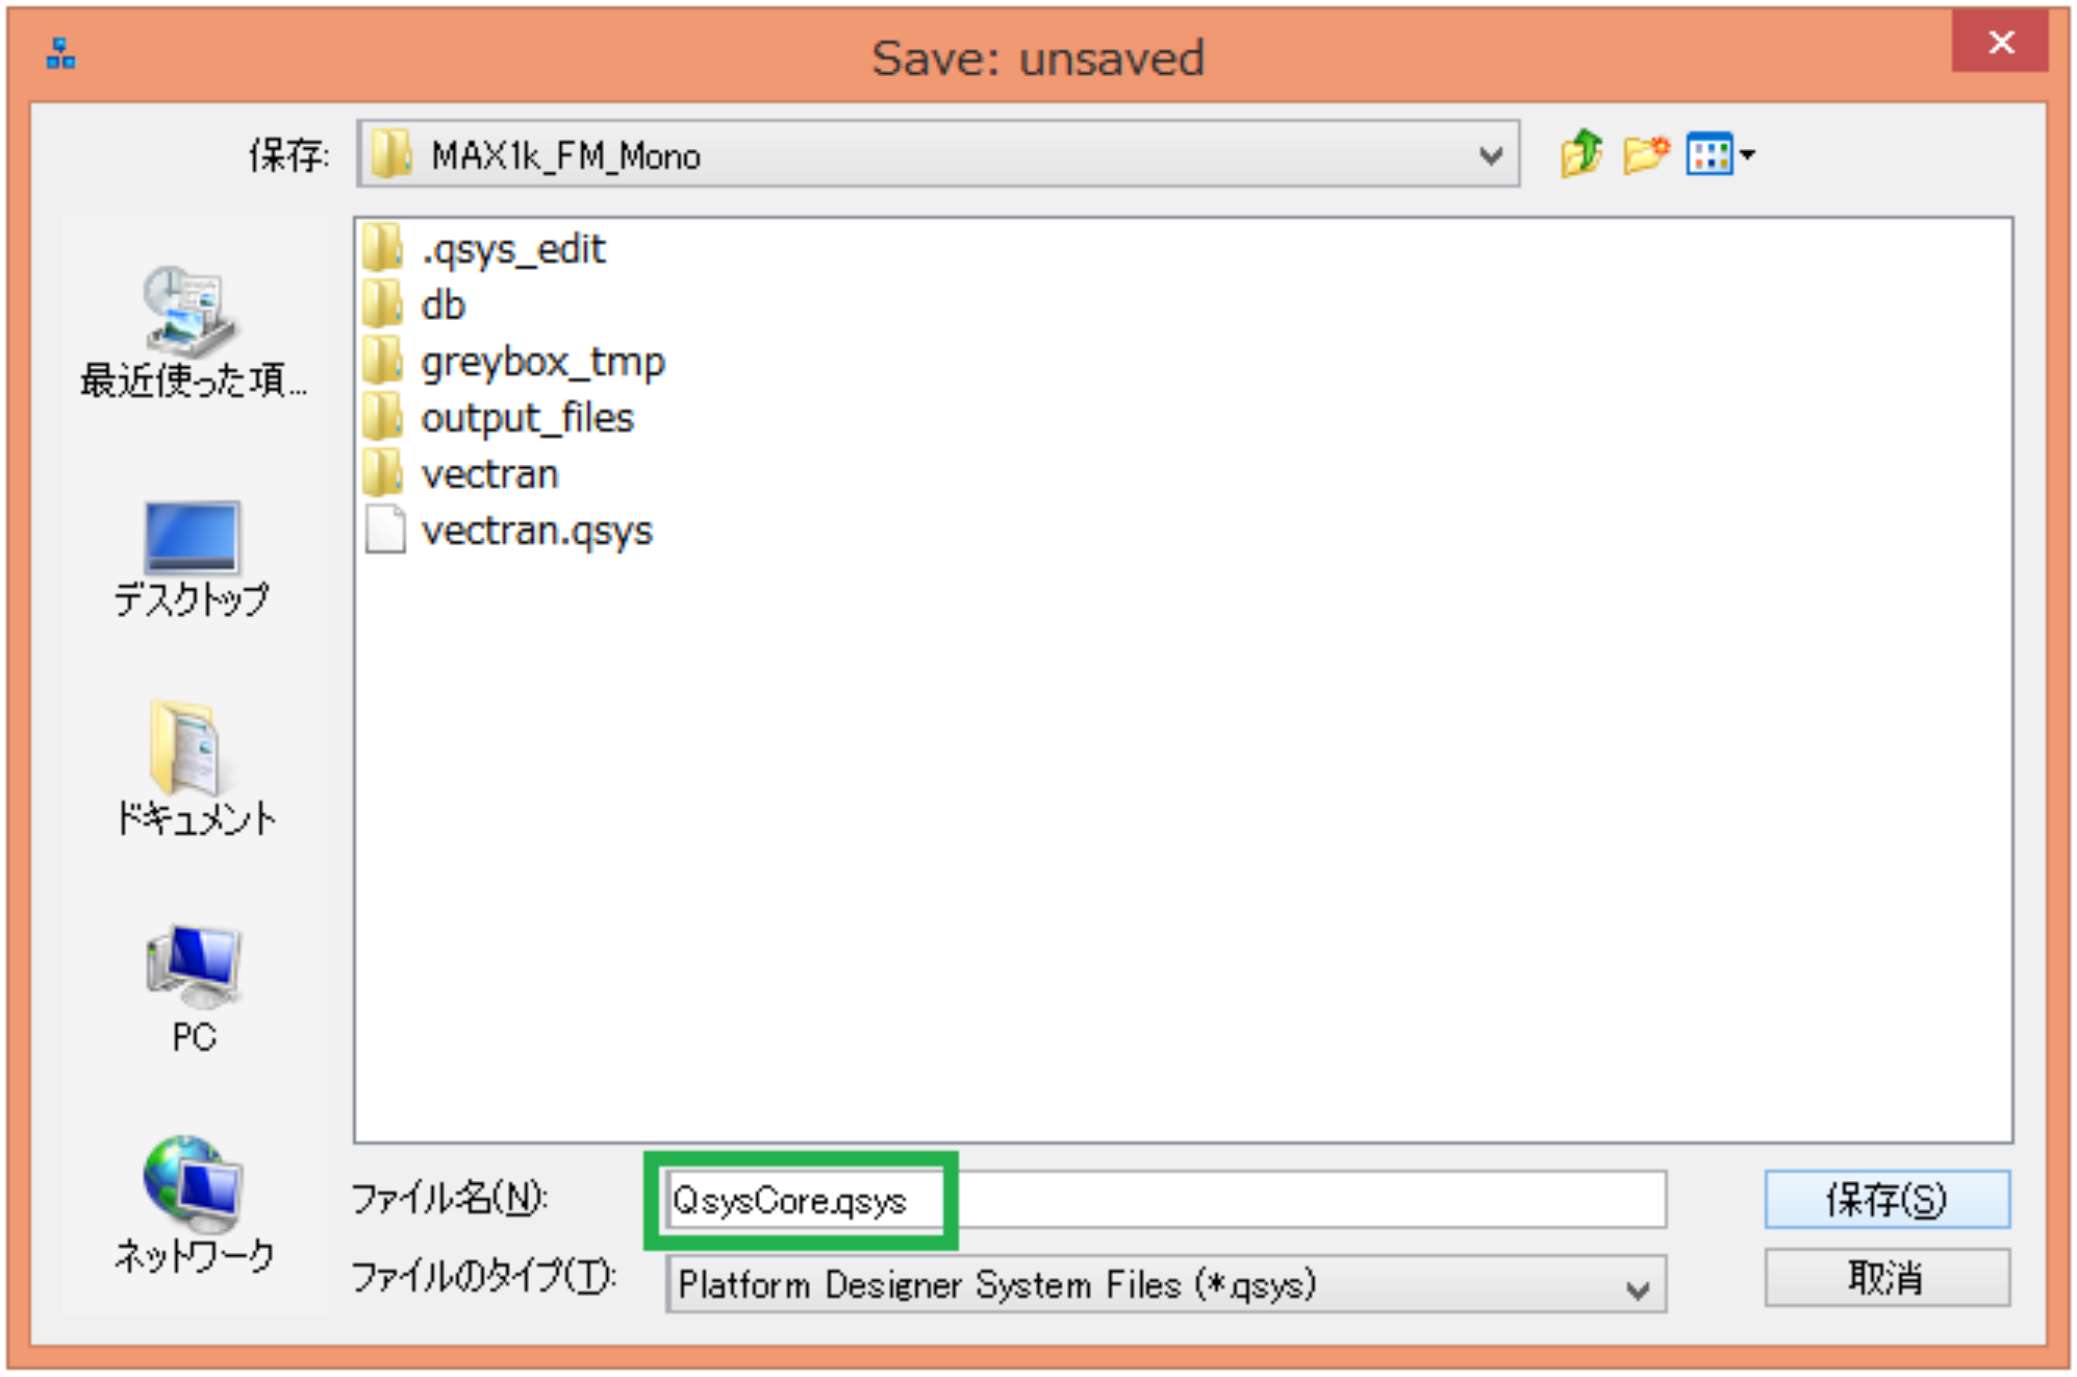 Save: unsaved
保存:
MAX1k_FM_Mono
.qsys_edit
db
greybox_tmp
output_files
vectran
vectran.qsys
最近使った項...
デスクトップ
ドキュメント
PC
ネットワーク
ファイル名(N):
QsysCore.qsys
保存(S)
ファイルのタイプ(T):
Platform Designer System Files (*.qsys)
取消